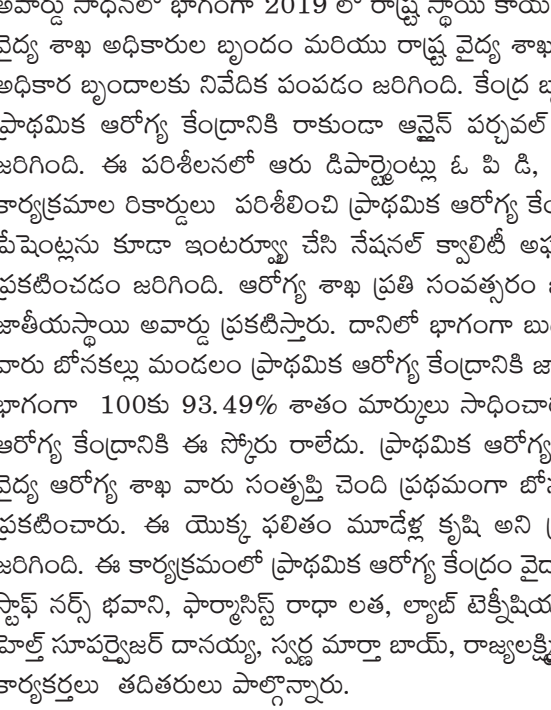 అవార్డు సాధనలో భాగంగా 2019 లో రాష్ట్ర స్థాయి కాయ
వైద్య శాఖ అధికారుల బృందం మరియు రాష్ట్ర వైద్య శాఖ
అధికార బృందాలకు నివేదిక పంపడం జరిగింది. కేంద్ర
ప్రాథమిక ఆరోగ్య కేంద్రానికి రాకుండా ఆన్లైన్ పర్చవల్
జరిగింది. ఈ పరిశీలనలో ఆరు డిపార్ట్మెంట్లు ఓ పి డి,
కార్యక్రమాల రికార్డులు పరిశీలించి ప్రాథమిక ఆరోగ్య
పేషెంట్లను కూడా ఇంటర్వ్యూ చేసి నేషనల్ క్వాలిటీ
ప్రకటించడం జరిగింది. ఆరోగ్య శాఖ ప్రతి సంవత్సరం
జాతీయస్థాయి అవార్డు ప్రకటిస్తారు. దానిలో భాగంగా
వారు బోనకల్లు మండలం ప్రాథమిక ఆరోగ్య కేంద్రానికి
భాగంగా 100కు 93.49% శాతం మార్కులు
ఆరోగ్య కేంద్రానికి ఈ స్కోరు రాలేదు. ప్రాథమిక ఆరోగ్య
వైద్య ఆరోగ్య శాఖ వారు సంతృప్తి చెంది ప్రథమంగా
ప్రకటించారు. ఈ యొక్క ఫలితం మూడేళ్ల కృషి అని
జరిగింది. ఈ కార్యక్రమంలో ప్రాథమిక ఆరోగ్య కేంద్రం
స్టాఫ్ నర్స్ భవాని, ఫార్మాసిస్ట్ రాధా లత, ల్యాబ్
హెల్త్ సూపర్వైజర్ దానయ్య, స్వర్ణ మార్తా బాయ్,
కార్యకర్తలు తదితరులు పాల్గొన్నారు.